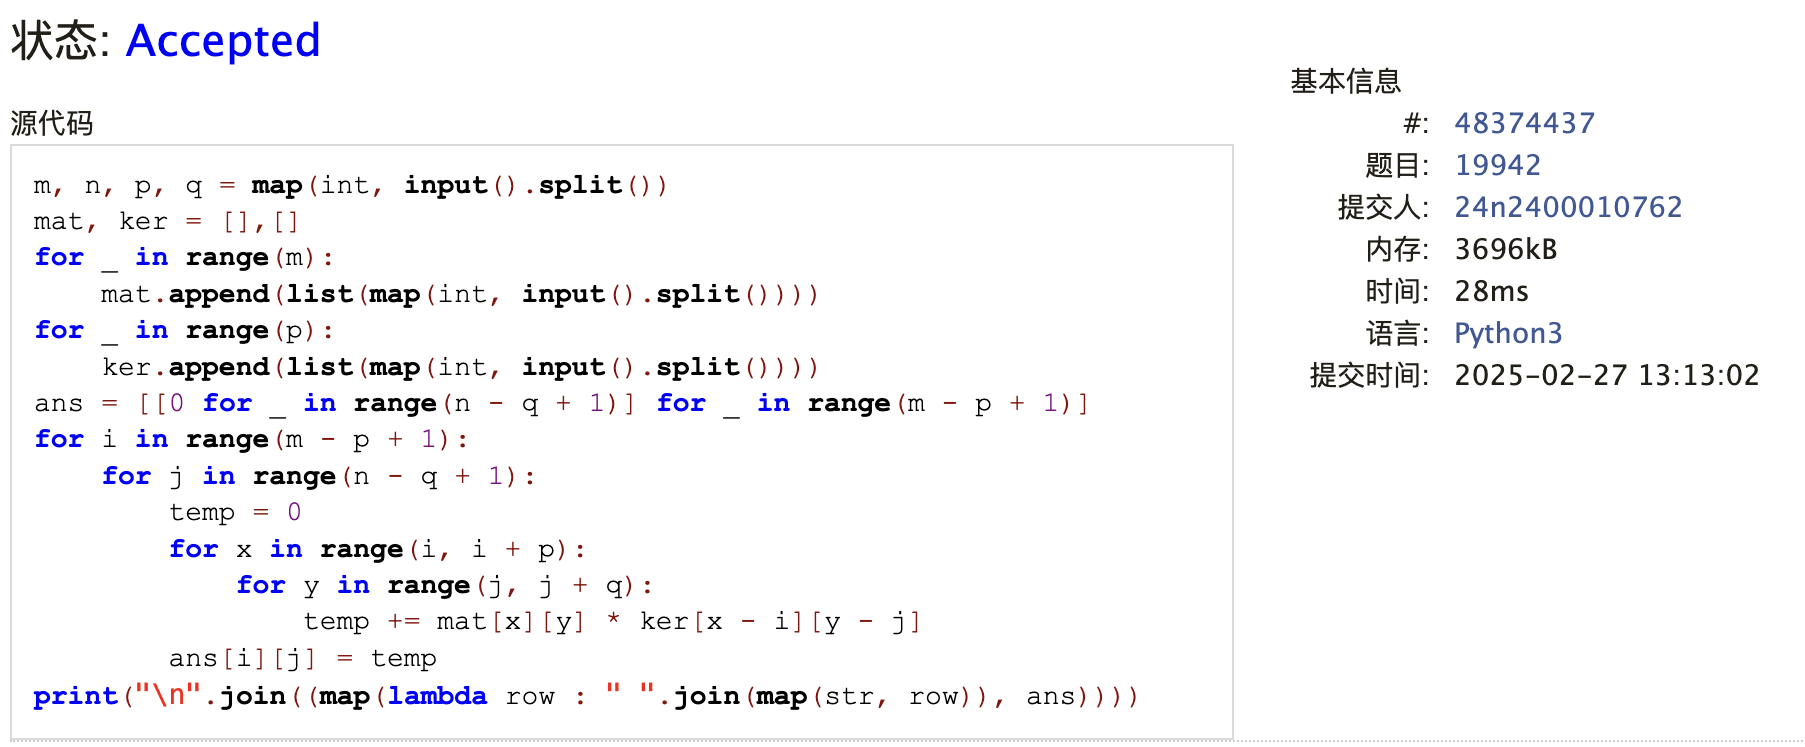 状态: Accepted
源代码
m, n, p, q = map(int, input().split())
mat, ker = [],[]
for _ in range(m):
    mat.append(list(map(int, input().split())))
for _ in range(p):
    ker.append(list(map(int, input().split())))
ans = [[0 for _ in range(n - q + 1)] for _ in range(m - p + 1)]
for i in range(m - p + 1):
    for j in range(n - q + 1):
        temp = 0
        for x in range(i, i + p):
            for y in range(j, j + q):
                temp += mat[x][y] * ker[x - i][y - j]
        ans[i][j] = temp
print("\n".join((map(lambda row : " ".join(map(str, row)), ans))))
基本信息
#: 48374437
题目: 19942
提交人: 24n2400010762
内存: 3696kB
时间: 28ms
语言: Python3
提交时间: 2025-02-27 13:13:02